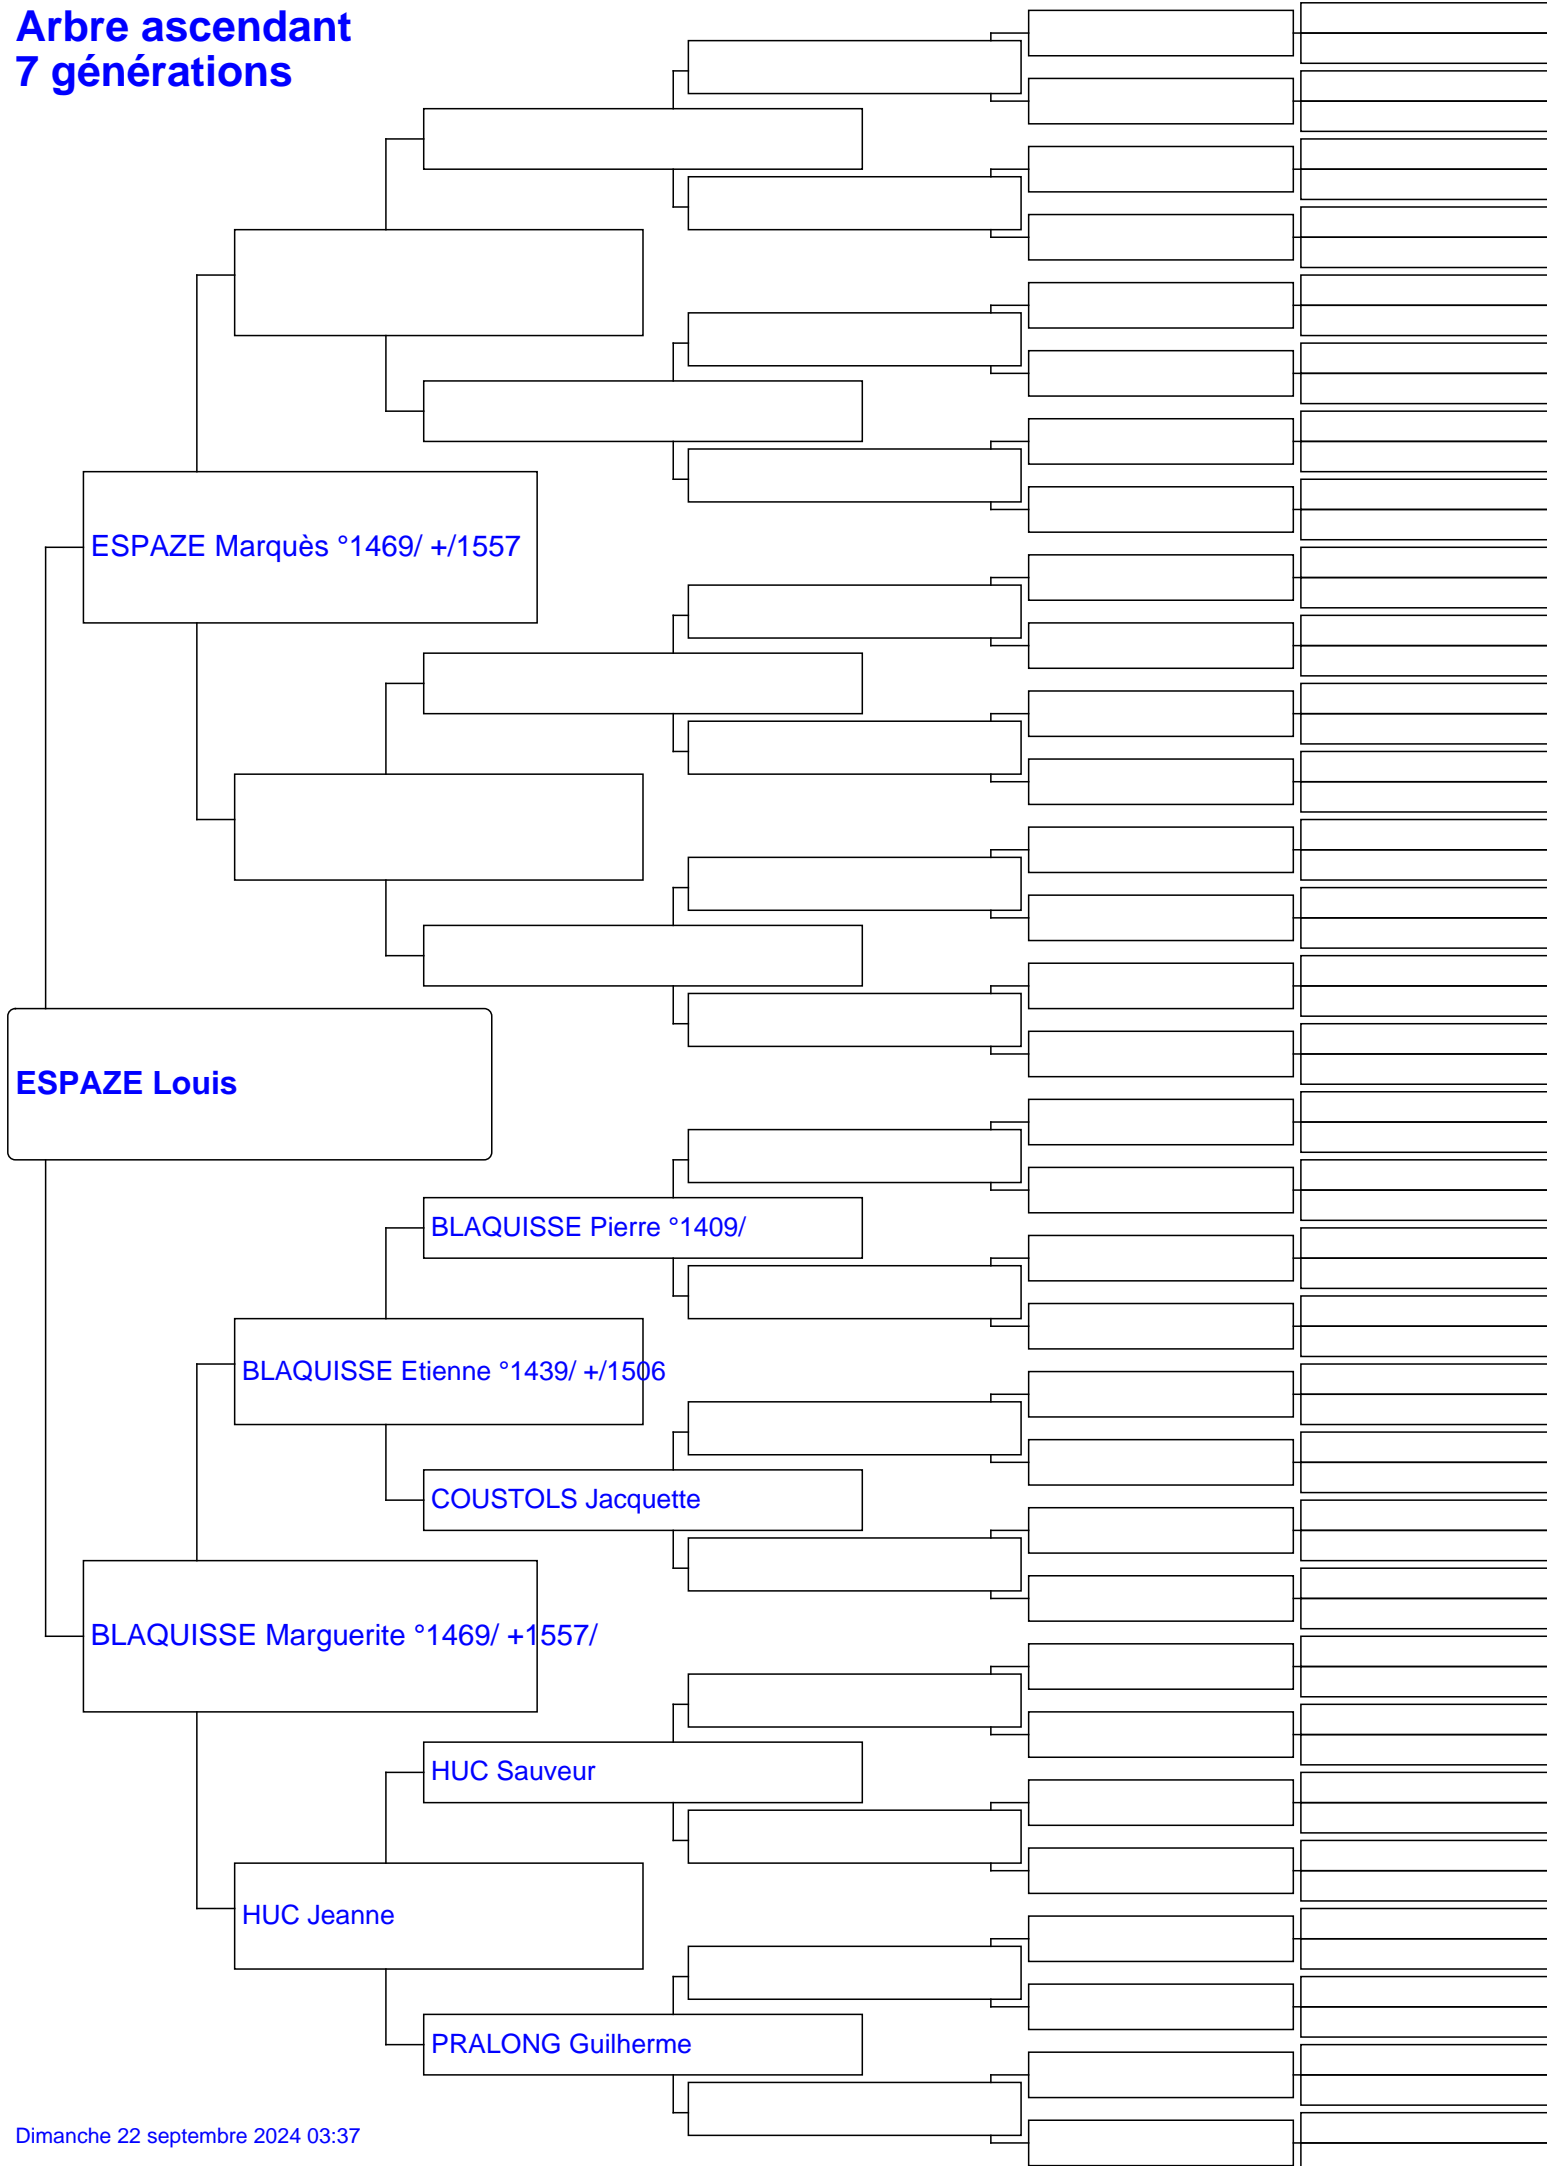 Arbre ascendant
7 générations
ESPAZE Marquès °1469/ +/1557
ESPAZE Louis
BLAQUISSE Pierre °1409/
BLAQUISSE Etienne °1439/ +/1506
COUSTOLS Jacquette
BLAQUISSE Marguerite °1469/ +1557/
HUC Sauveur
HUC Jeanne
PRALONG Guilherme
Dimanche 22 septembre 2024 03:37